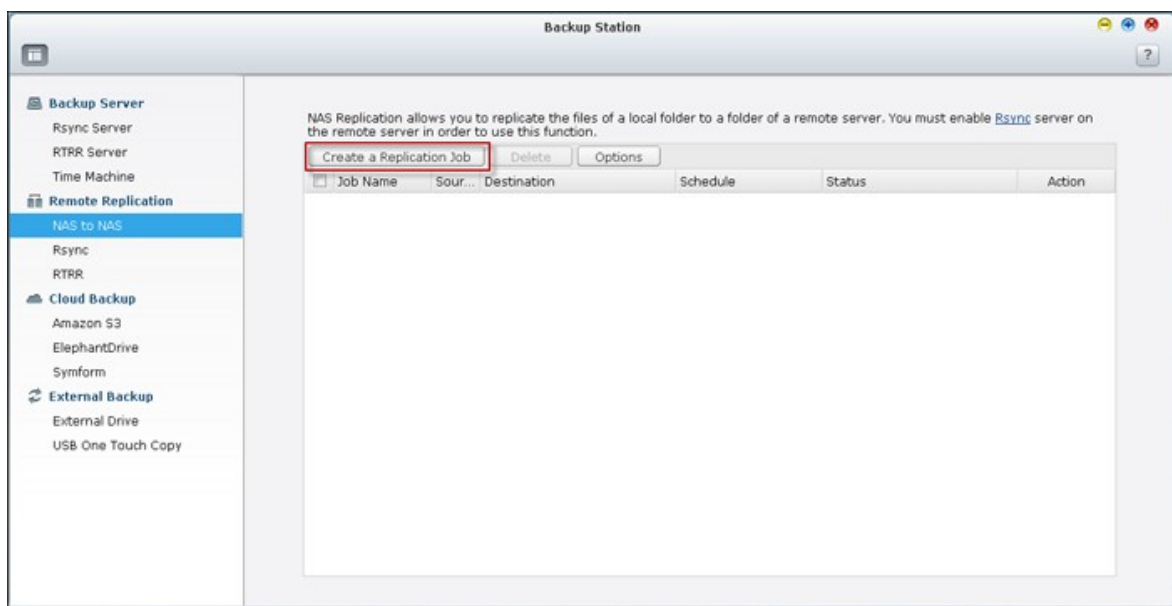 Backup Station
?
Backup Server
Rsync Server
RTRR Server
Time Machine
Remote Replication
NAS to NAS
Rsync
RTRR
Cloud Backup
Amazon S3
ElephantDrive
Symform
External Backup
External Drive
USB One Touch Copy
NAS Replication allows you to replicate the files of a local folder to a folder of a remote server. You must enable Rsync server on
the remote server in order to use this function.
Create a Replication Job Delete Options
Job Name Sour... Destination Schedule Status Action